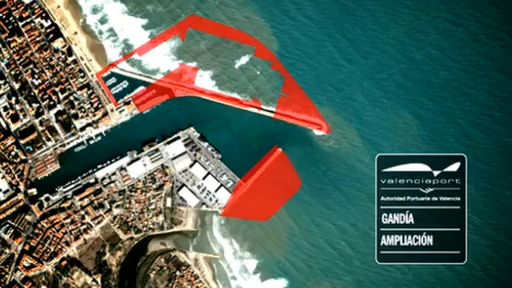 valenciaport
Autoridad Portuaria de Valencia
GANDÍA
AMPLIACIÓN